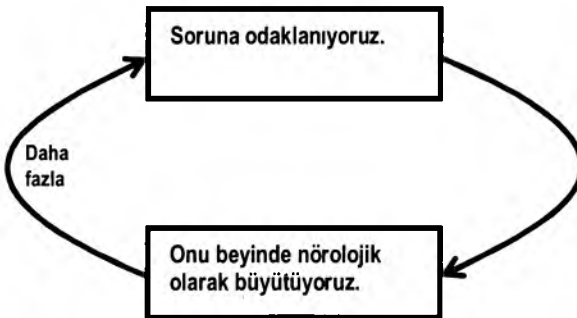 Soruna odaklanıyoruz.
Daha
fazla
Onu beyinde nörolojik
olarak büyütüyoruz.